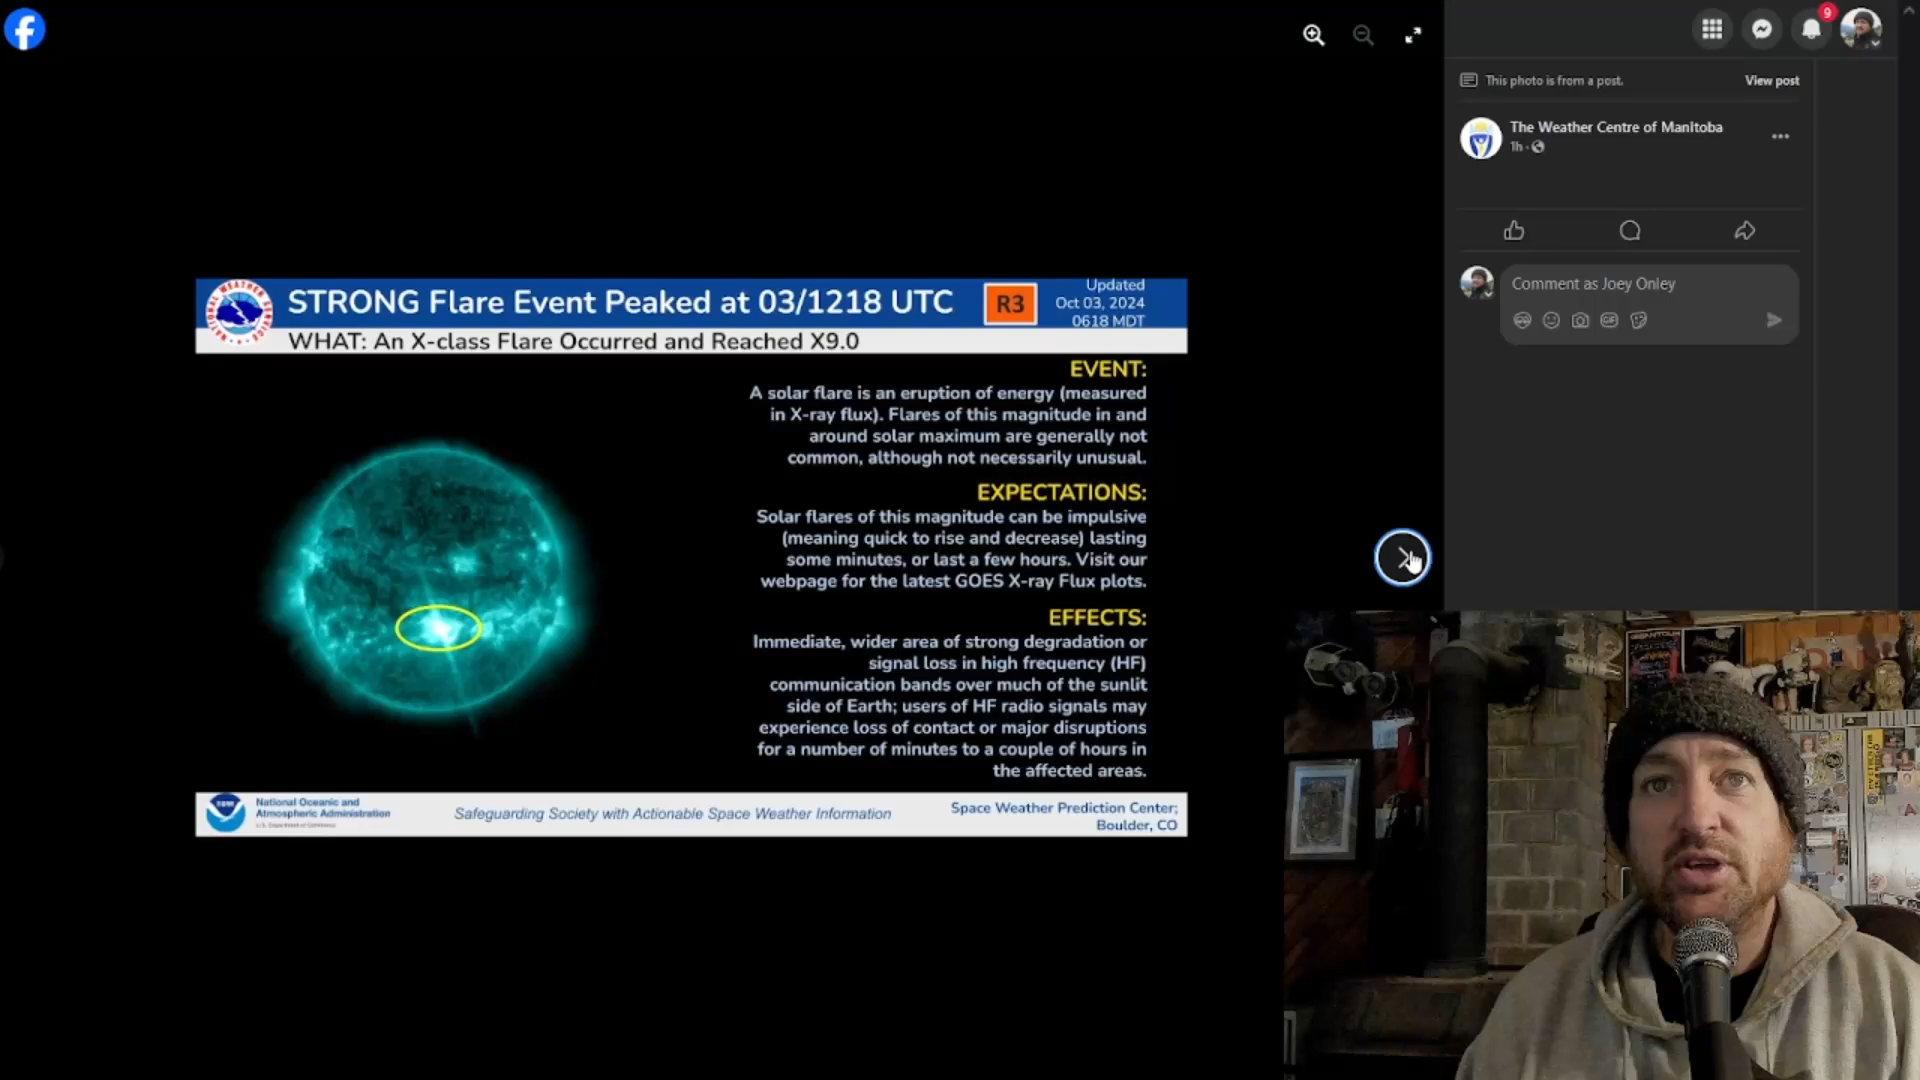 9
This photo is from a post.
View post
The Weather Centre of Manitoba
1h
Comment as Joey Onley
GIF
NATIONAL WEATHER SERVICE
STRONG Flare Event Peaked at 03/1218 UTC
R3
Updated
Oct 03, 2024
0618 MDT
WHAT: An X-class Flare Occurred and Reached X9.0
EVENT:
A solar flare is an eruption of energy (measured
in X-ray flux). Flares of this magnitude in and
around solar maximum are generally not
common, although not necessarily unusual.
EXPECTATIONS:
Solar flares of this magnitude can be impulsive
(meaning quick to rise and decrease) lasting
some minutes, or last a few hours. Visit our
webpage for the latest GOES X-ray Flux plots.
EFFECTS:
Immediate, wider area of strong degradation or
signal loss in high frequency (HF)
communication bands over much of the sunlit
side of Earth; users of HF radio signals may
experience loss of contact or major disruptions
for a number of minutes to a couple of hours in
the affected areas.
National Oceanic and
Atmospheric Administration
U.S. Department of Commerce
Safeguarding Society with Actionable Space Weather Information
Space Weather Prediction Center;
Boulder, CO